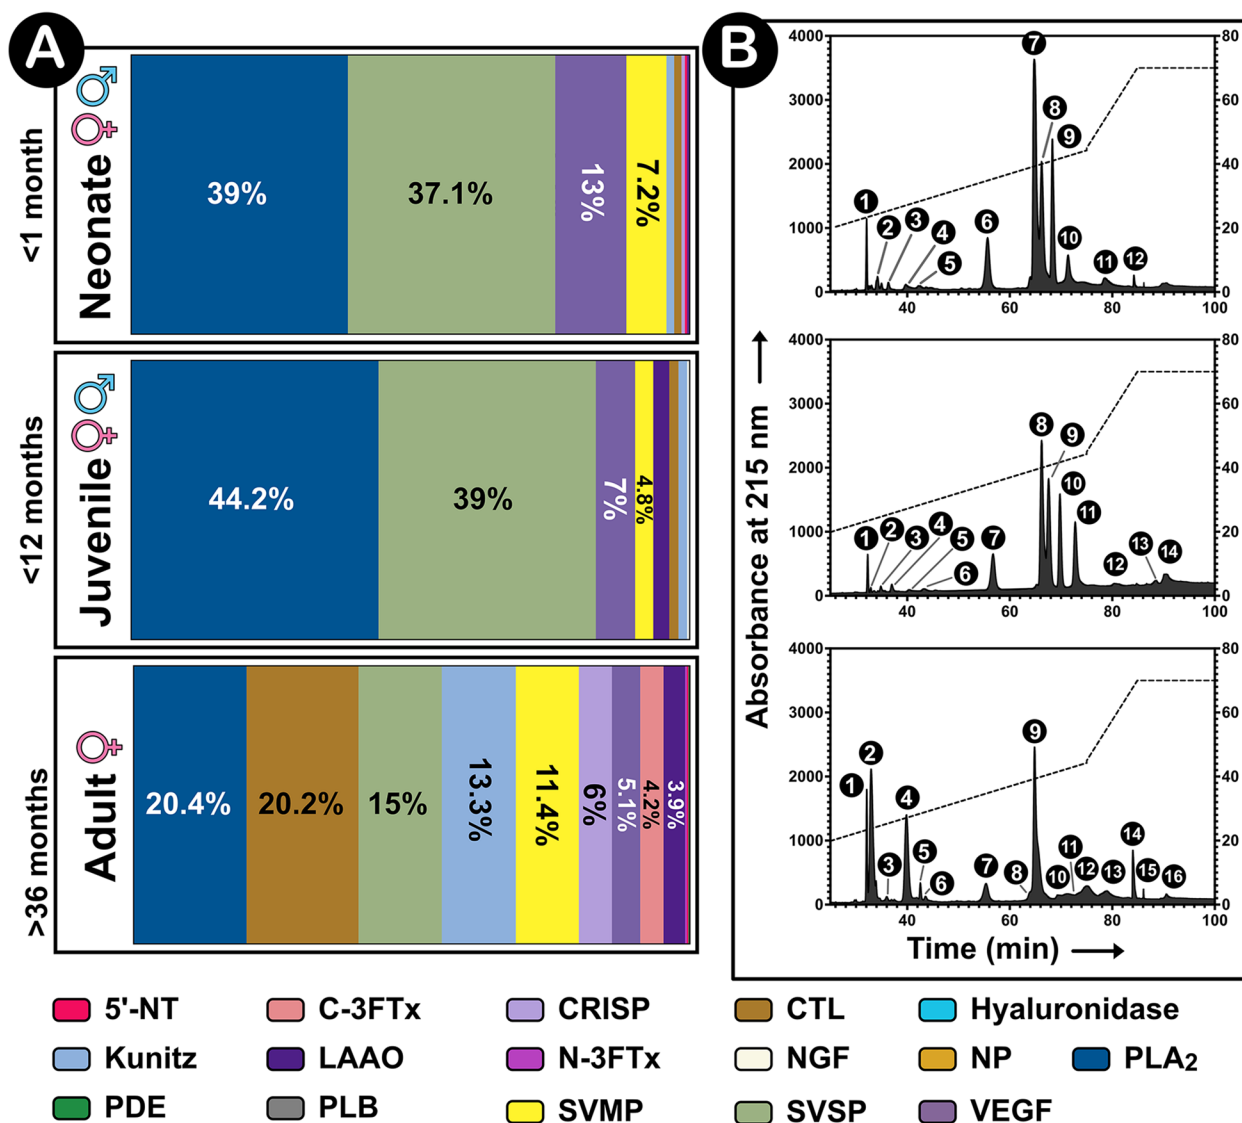 A
<1 month
Neonate ♀ ♂
39%
37.1%
13%
7.2%
<12 months
Juvenile ♀ ♂
44.2%
39%
7%
4.8%
>36 months
Adult ♀
20.4%
20.2%
15%
13.3%
11.4%
6%
5.1%
4.2%
3.9%
B
Absorbance at 215 nm →
4000
3000
2000
1000
0
80
60
40
20
0
40 60 80 100
1 2 3 4 5 6 7 8 9 10 11 12
4000
3000
2000
1000
0
80
60
40
20
0
40 60 80 100
1 2 3 4 5 6 7 8 9 10 11 12 13 14
4000
3000
2000
1000
0
80
60
40
20
0
40 60 80 100
1 2 3 4 5 6 7 8 9 10 11 12 13 14 15 16
Time (min) →
5'-NT C-3FTx CRISP CTL Hyaluronidase
Kunitz LAAO N-3FTx NGF NP PLA₂
PDE PLB SVMP SVSP VEGF